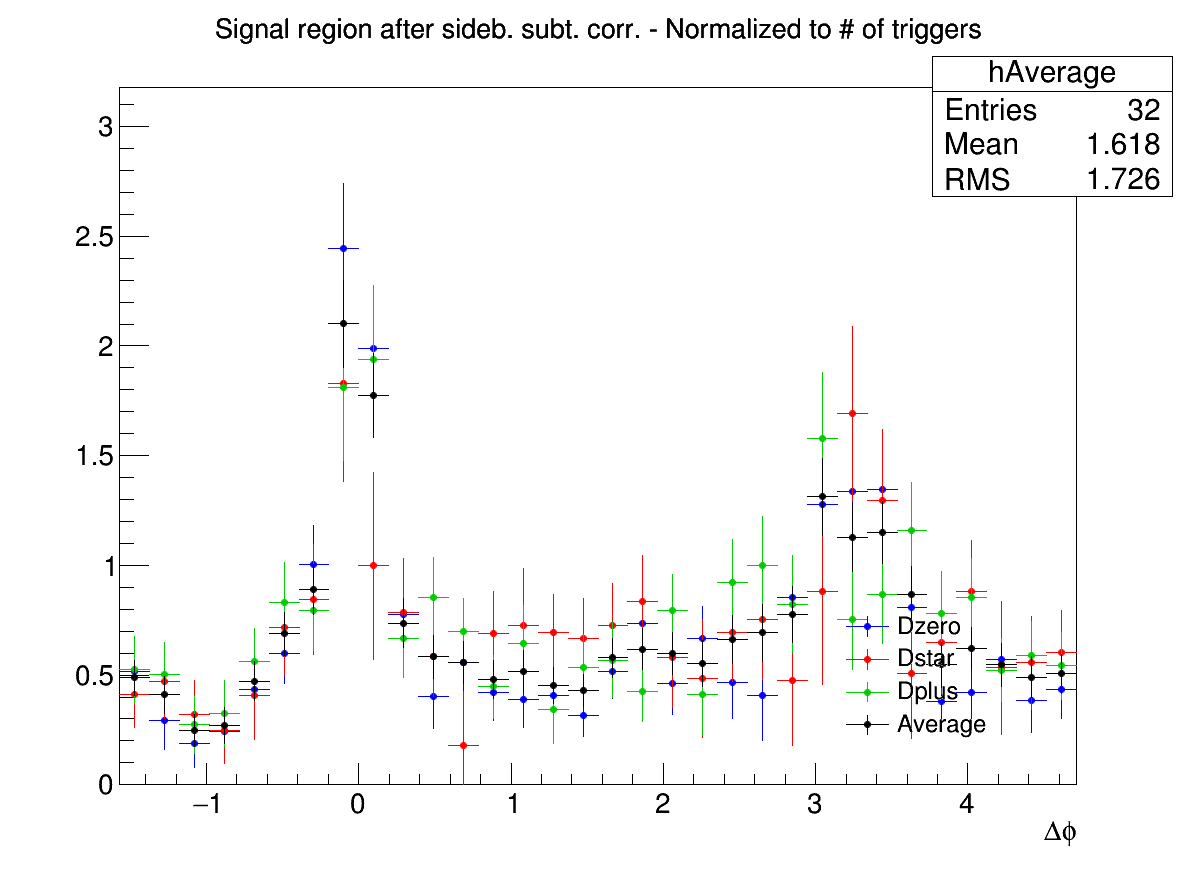 Signal region after sideb. subt. corr. - Normalized to # of triggers
hAverage
Entries 32
Mean 1.618
RMS 1.726
3
2.5
2
1.5
1
0.5
0
−1 0 1 2 3 4
Δϕ
Dzero
Dstar
Dplus
Average